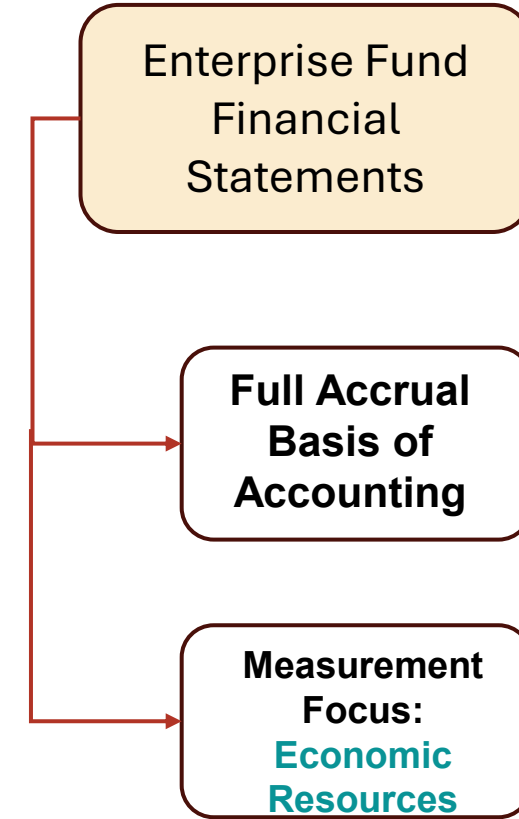 Enterprise Fund
Financial
Statements
Full Accrual
Basis of
Accounting
Measurement
Focus:
Economic
Resources